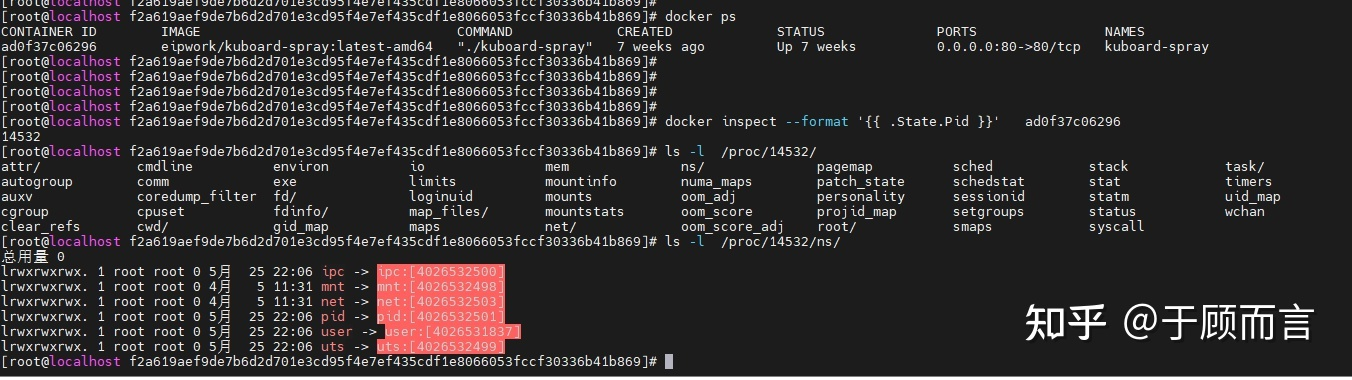 [root@localhost f2a619aef9de7b6d2d701e3cd95f4e7ef435cdf1e8066053fccf30336b41b869]#
[root@localhost f2a619aef9de7b6d2d701e3cd95f4e7ef435cdf1e8066053fccf30336b41b869]# docker ps
CONTAINER ID        IMAGE                                COMMAND             CREATED             STATUS              PORTS                NAMES
ad0f37c06296        eipwork/kuboard-spray:latest-amd64   "./kuboard-spray"   7 weeks ago         Up 7 weeks          0.0.0.0:80->80/tcp   kuboard-spray
[root@localhost f2a619aef9de7b6d2d701e3cd95f4e7ef435cdf1e8066053fccf30336b41b869]#
[root@localhost f2a619aef9de7b6d2d701e3cd95f4e7ef435cdf1e8066053fccf30336b41b869]#
[root@localhost f2a619aef9de7b6d2d701e3cd95f4e7ef435cdf1e8066053fccf30336b41b869]#
[root@localhost f2a619aef9de7b6d2d701e3cd95f4e7ef435cdf1e8066053fccf30336b41b869]#
[root@localhost f2a619aef9de7b6d2d701e3cd95f4e7ef435cdf1e8066053fccf30336b41b869]# docker inspect --format '{{ .State.Pid }}'   ad0f37c06296
14532
[root@localhost f2a619aef9de7b6d2d701e3cd95f4e7ef435cdf1e8066053fccf30336b41b869]# ls -l  /proc/14532/
attr/            cmdline          environ          io               mem              ns/              pagemap          sched            stack            task/
autogroup        comm             exe              limits           mountinfo        numa_maps        patch_state      schedstat        stat             timers
auxv             coredump_filter  fd/              loginuid         mounts           oom_adj          personality      sessionid        statm            uid_map
cgroup           cpuset           fdinfo/          map_files/       mountstats       oom_score        projid_map       setgroups        status           wchan
clear_refs       cwd/             gid_map          maps             net/             oom_score_adj    root/            smaps            syscall
[root@localhost f2a619aef9de7b6d2d701e3cd95f4e7ef435cdf1e8066053fccf30336b41b869]# ls -l  /proc/14532/ns/
总用量 0
lrwxrwxrwx. 1 root root 0 5月  25 22:06 ipc -> ipc:[4026532500]
lrwxrwxrwx. 1 root root 0 4月   5 11:31 mnt -> mnt:[4026532498]
lrwxrwxrwx. 1 root root 0 4月   5 11:31 net -> net:[4026532503]
lrwxrwxrwx. 1 root root 0 5月  25 22:06 pid -> pid:[4026532501]
lrwxrwxrwx. 1 root root 0 5月  25 22:06 user -> user:[4026531837]
lrwxrwxrwx. 1 root root 0 5月  25 22:06 uts -> uts:[4026532499]
[root@localhost f2a619aef9de7b6d2d701e3cd95f4e7ef435cdf1e8066053fccf30336b41b869]#
知乎 @于顾而言